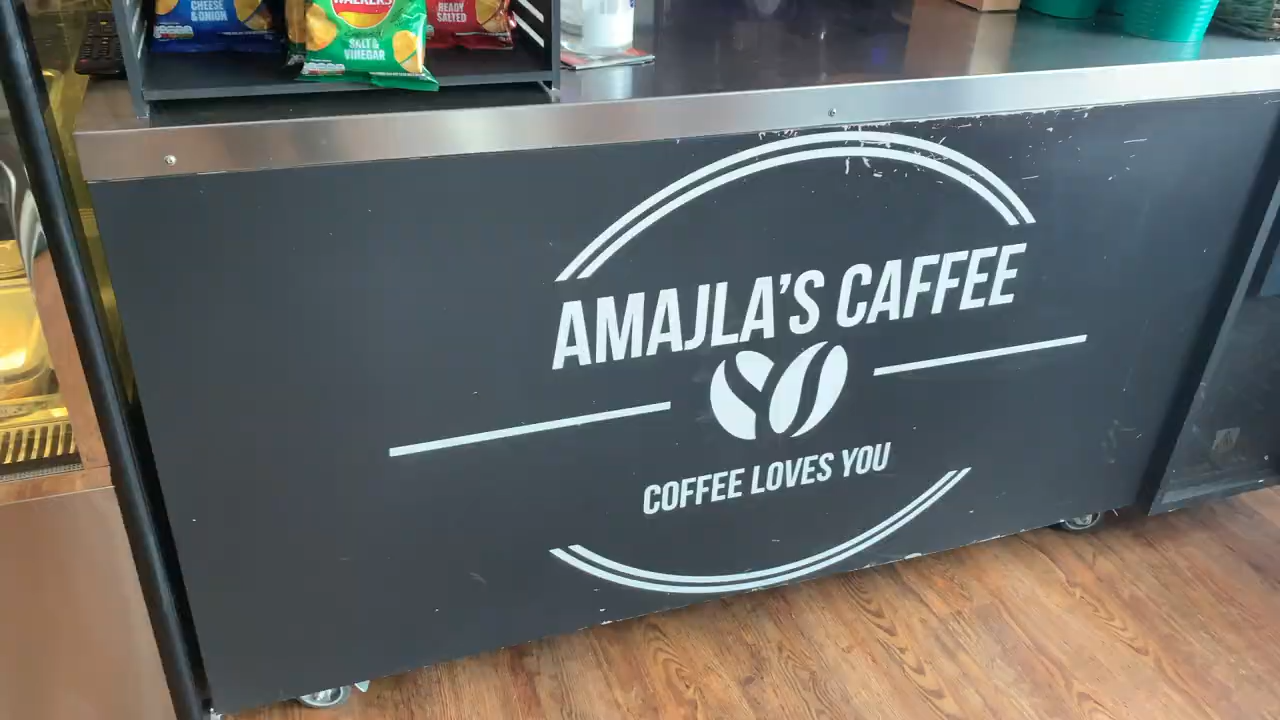 CHEESE
& ONION
WALKERS
SALT &
VINEGAR
READY
SALTED
AMAJLA'S CAFFEE
COFFEE LOVES YOU